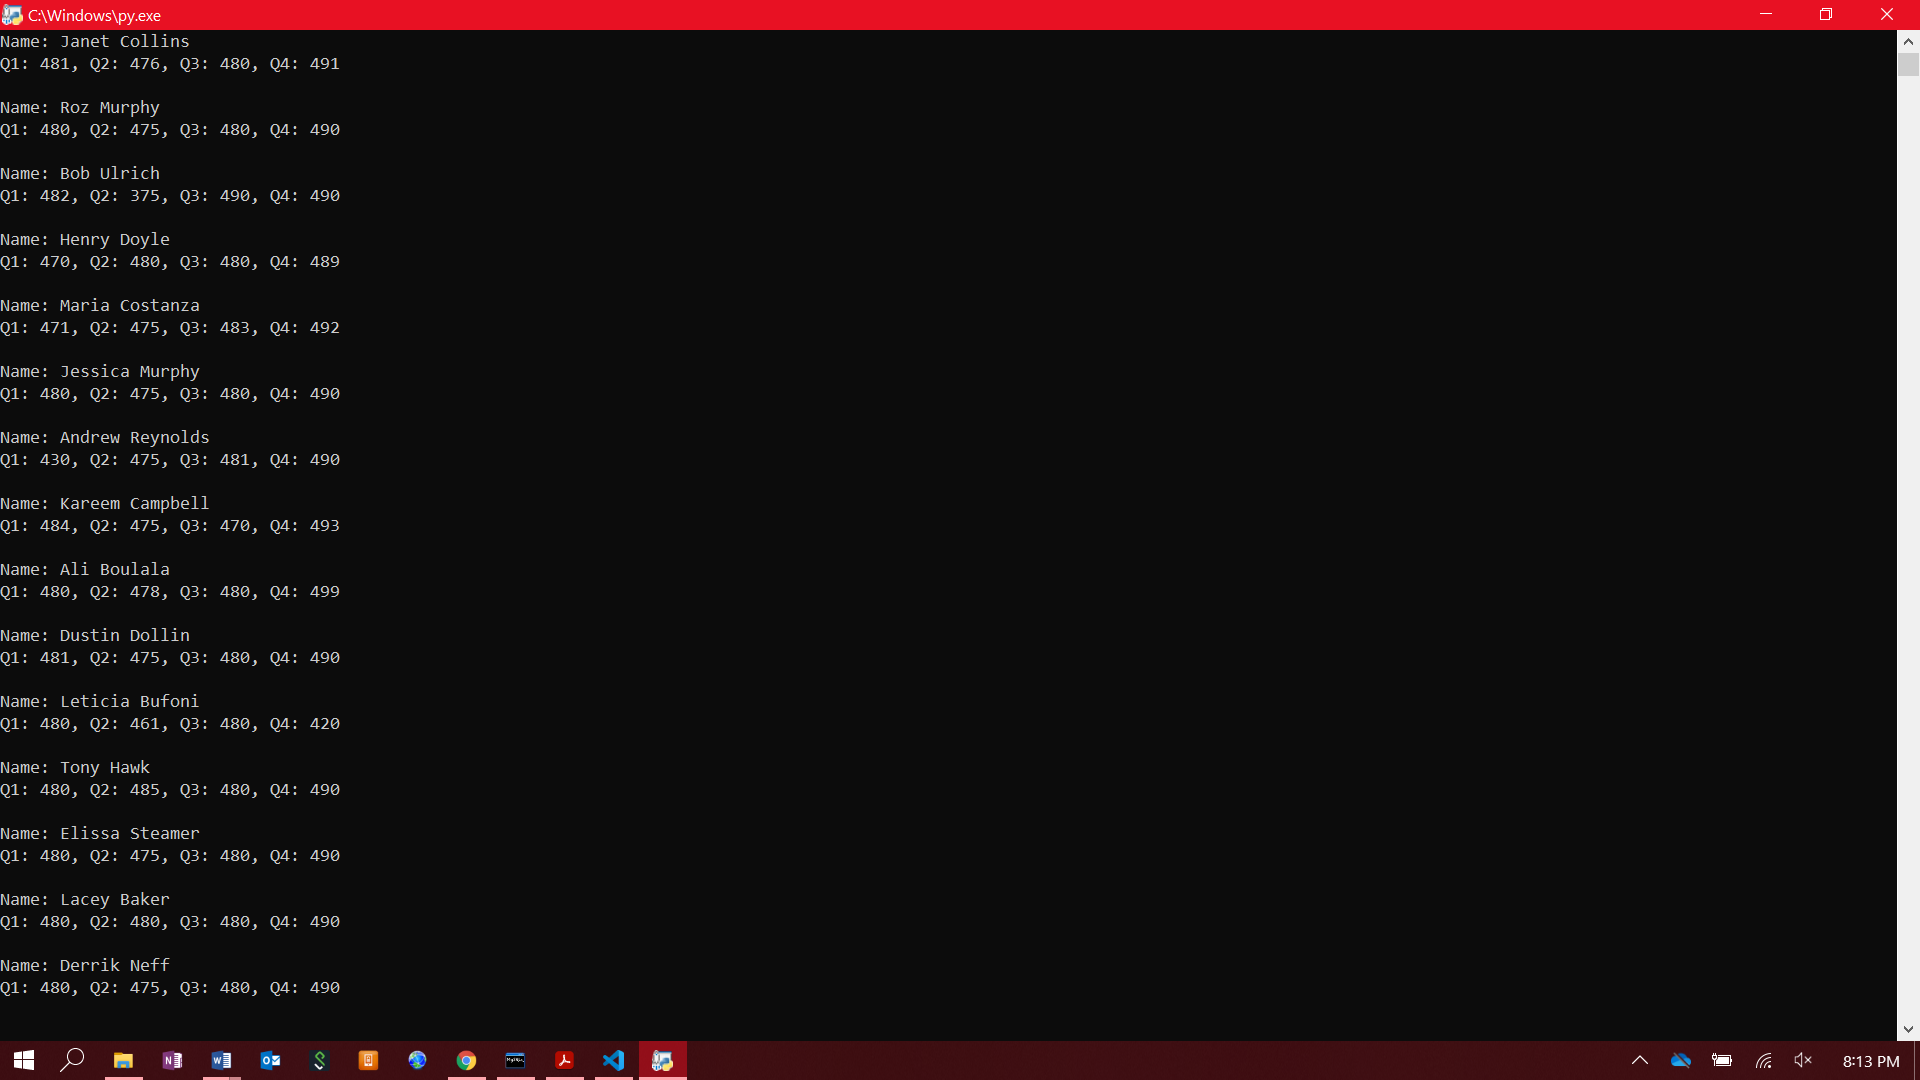 C:\Windows\py.exe
Name: Janet Collins
Q1: 481, Q2: 476, Q3: 480, Q4: 491
Name: Roz Murphy
Q1: 480, Q2: 475, Q3: 480, Q4: 490
Name: Bob Ulrich
Q1: 482, Q2: 375, Q3: 490, Q4: 490
Name: Henry Doyle
Q1: 470, Q2: 480, Q3: 480, Q4: 489
Name: Maria Costanza
Q1: 471, Q2: 475, Q3: 483, Q4: 492
Name: Jessica Murphy
Q1: 480, Q2: 475, Q3: 480, Q4: 490
Name: Andrew Reynolds
Q1: 430, Q2: 475, Q3: 481, Q4: 490
Name: Kareem Campbell
Q1: 484, Q2: 475, Q3: 470, Q4: 493
Name: Ali Boulala
Q1: 480, Q2: 478, Q3: 480, Q4: 499
Name: Dustin Dollin
Q1: 481, Q2: 475, Q3: 480, Q4: 490
Name: Leticia Bufoni
Q1: 480, Q2: 461, Q3: 480, Q4: 420
Name: Tony Hawk
Q1: 480, Q2: 485, Q3: 480, Q4: 490
Name: Elissa Steamer
Q1: 480, Q2: 475, Q3: 480, Q4: 490
Name: Lacey Baker
Q1: 480, Q2: 480, Q3: 480, Q4: 490
Name: Derrik Neff
Q1: 480, Q2: 475, Q3: 480, Q4: 490
8:13 PM